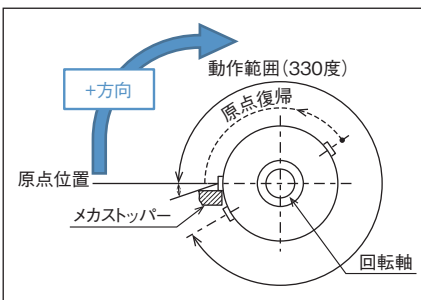 +方向
動作範囲(330度)
原点復帰
原点位置
メカストッパー
回転軸